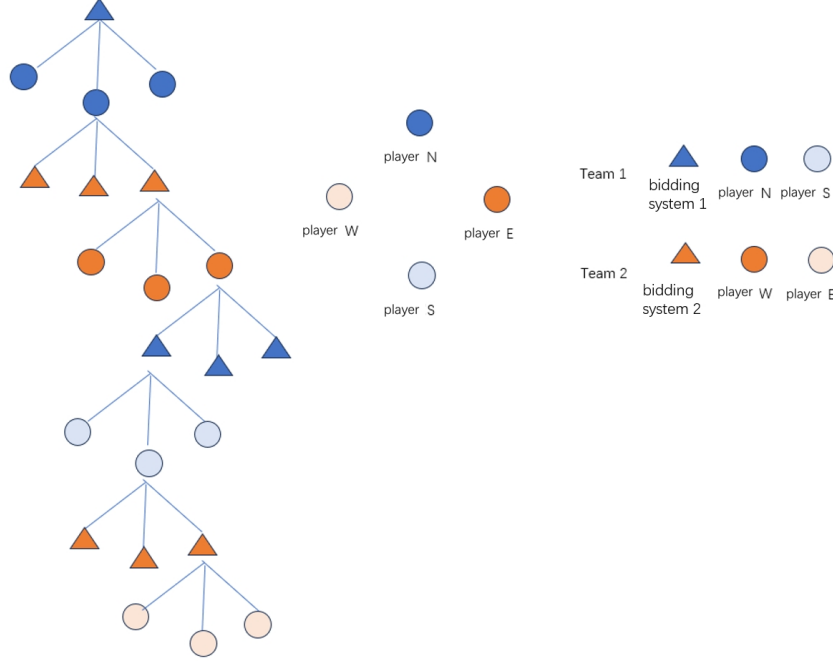 player N
player W
player E
player S
Team 1
bidding
system 1
player N
player S
Team 2
bidding
system 2
player W
player E